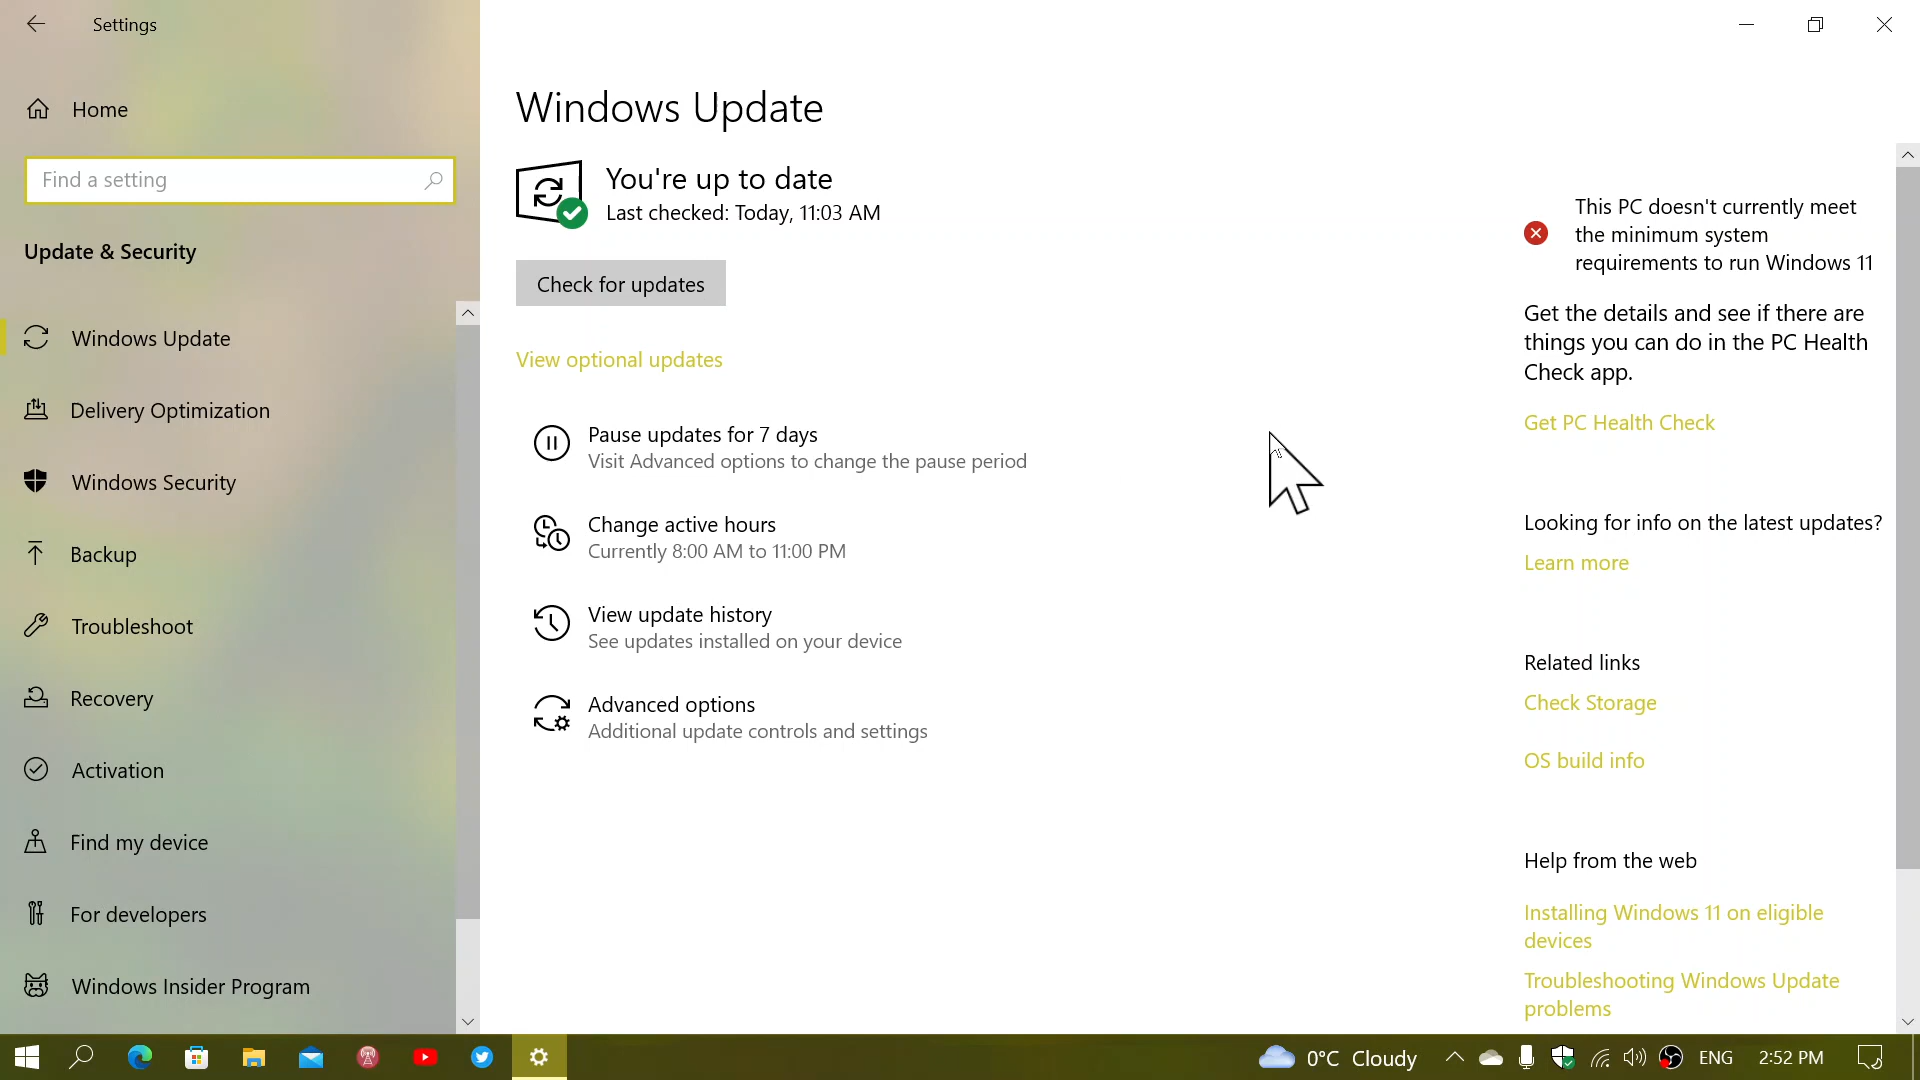 Settings
Home
Find a setting
Update & Security
Windows Update
Delivery Optimization
Windows Security
Backup
Troubleshoot
Recovery
Activation
Find my device
For developers
Windows Insider Program
Windows Update
You're up to date
Last checked: Today, 11:03 AM
Check for updates
View optional updates
Pause updates for 7 days
Visit Advanced options to change the pause period
Change active hours
Currently 8:00 AM to 11:00 PM
View update history
See updates installed on your device
Advanced options
Additional update controls and settings
This PC doesn't currently meet
the minimum system
requirements to run Windows 11
Get the details and see if there are
things you can do in the PC Health
Check app.
Get PC Health Check
Looking for info on the latest updates?
Learn more
Related links
Check Storage
OS build info
Help from the web
Installing Windows 11 on eligible
devices
Troubleshooting Windows Update
problems
0°C Cloudy
ENG
2:52 PM